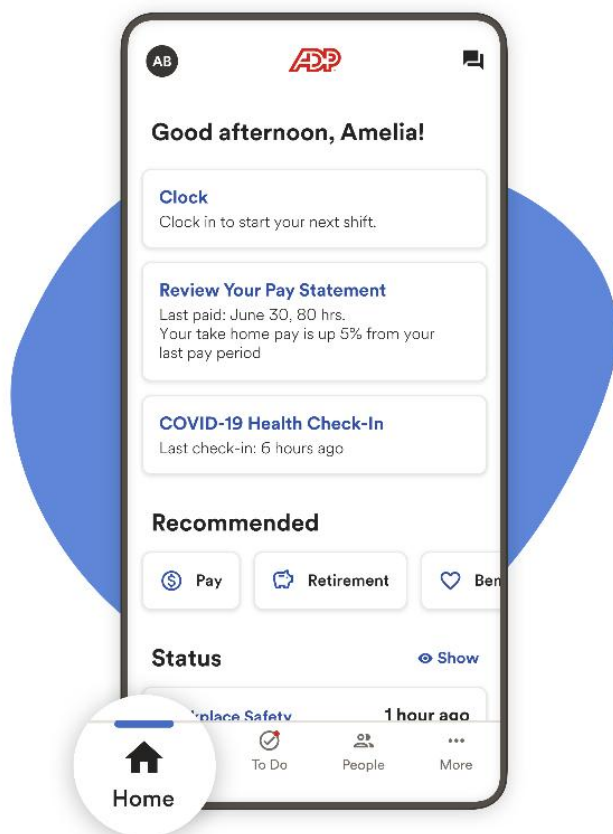 AB
ADP
Good afternoon, Amelia!
Clock
Clock in to start your next shift.
Review Your Pay Statement
Last paid: June 30, 80 hrs.
Your take home pay is up 5% from your
last pay period
COVID-19 Health Check-In
Last check-in: 6 hours ago
Recommended
Pay
Retirement
Status
Show
Safety
1 hour ago
Home
To Do
People
More